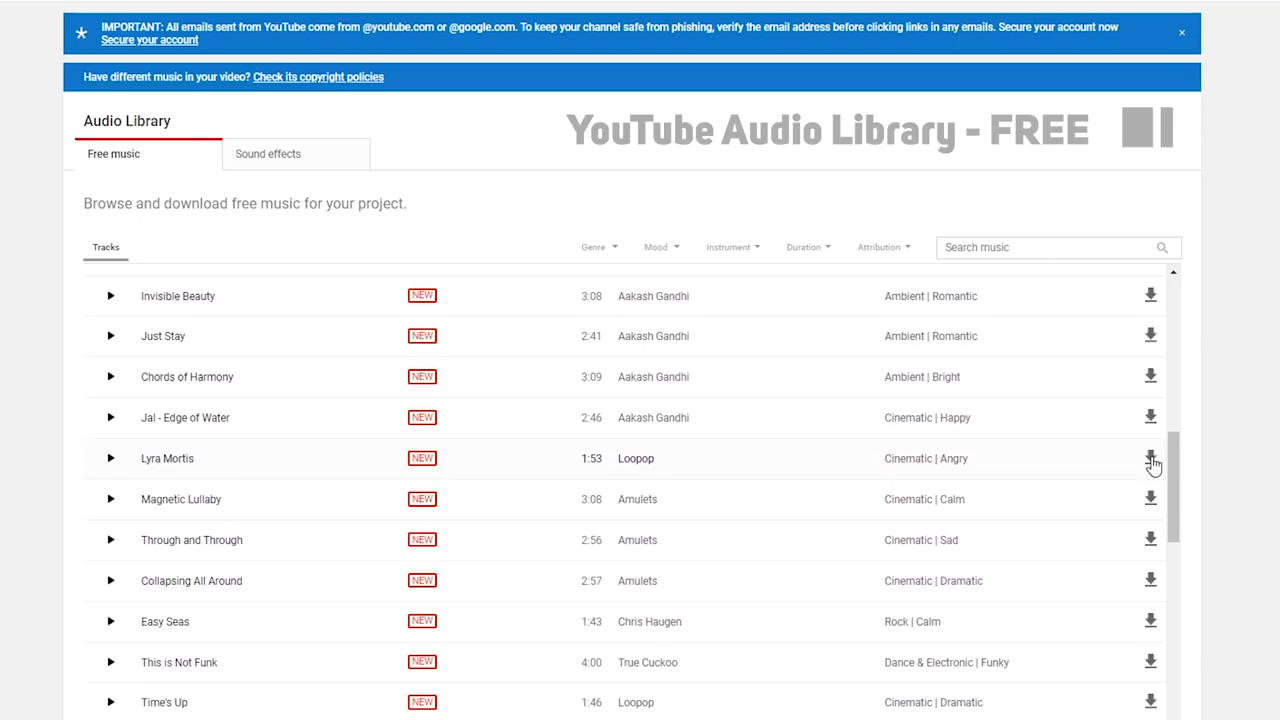 IMPORTANT: All emails sent from YouTube come from @youtube.com or @google.com. To keep your channel safe from phishing, verify the email address before clicking links in any emails. Secure your account now
Secure your account
Have different music in your video? Check its copyright policies
Audio Library
YouTube Audio Library - FREE
Free music
Sound effects
Browse and download free music for your project.
Tracks Genre Mood Instrument Duration Attribution Search music
Invisible Beauty NEW 3:08 Aakash Gandhi Ambient | Romantic
Just Stay NEW 2:41 Aakash Gandhi Ambient | Romantic
Chords of Harmony NEW 3:09 Aakash Gandhi Ambient | Bright
Jal - Edge of Water NEW 2:46 Aakash Gandhi Cinematic | Happy
Lyra Mortis NEW 1:53 Loopop Cinematic | Angry
Magnetic Lullaby NEW 3:08 Amulets Cinematic | Calm
Through and Through NEW 2:56 Amulets Cinematic | Sad
Collapsing All Around NEW 2:57 Amulets Cinematic | Dramatic
Easy Seas NEW 1:43 Chris Haugen Rock | Calm
This is Not Funk NEW 4:00 True Cuckoo Dance & Electronic | Funky
Time's Up NEW 1:46 Loopop Cinematic | Dramatic